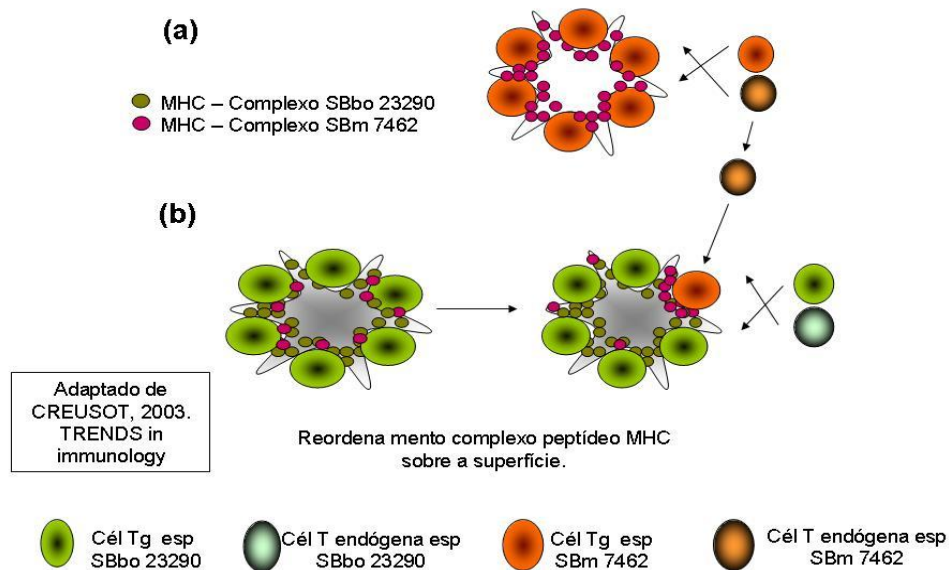 (a)
MHC – Complexo SBbo 23290
MHC – Complexo SBm 7462
(b)
Adaptado de
CREUSOT, 2003.
TRENDS in
immunology
Reordena mento complexo peptídeo MHC
sobre a superfície.
Cél Tg esp
SBbo 23290
Cél T endógena esp
SBbo 23290
Cél Tg esp
SBm 7462
Cél T endógena esp
SBm 7462